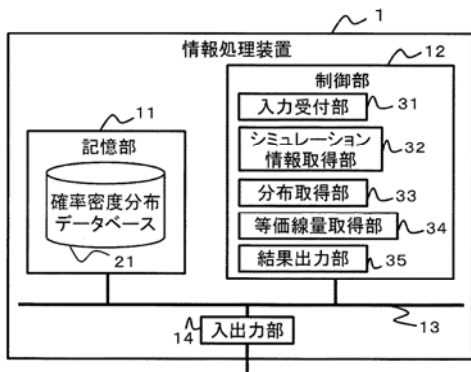 1
情報処理装置
12
11
制御部
記憶部
入力受付部
31
シミュレーション
情報取得部
32
確率密度分布
データベース
分布取得部
33
等価線量取得部
34
21
結果出力部
35
14
入出力部
13